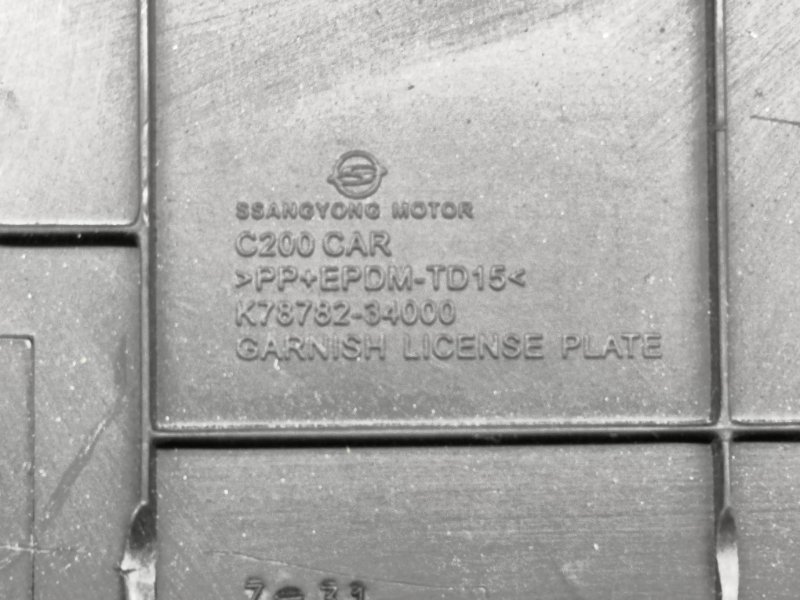 SSANGYONG MOTOR
C200 CAR
>PP+EPDM-TD15<
K78782-34000
GARNISH LICENSE PLATE